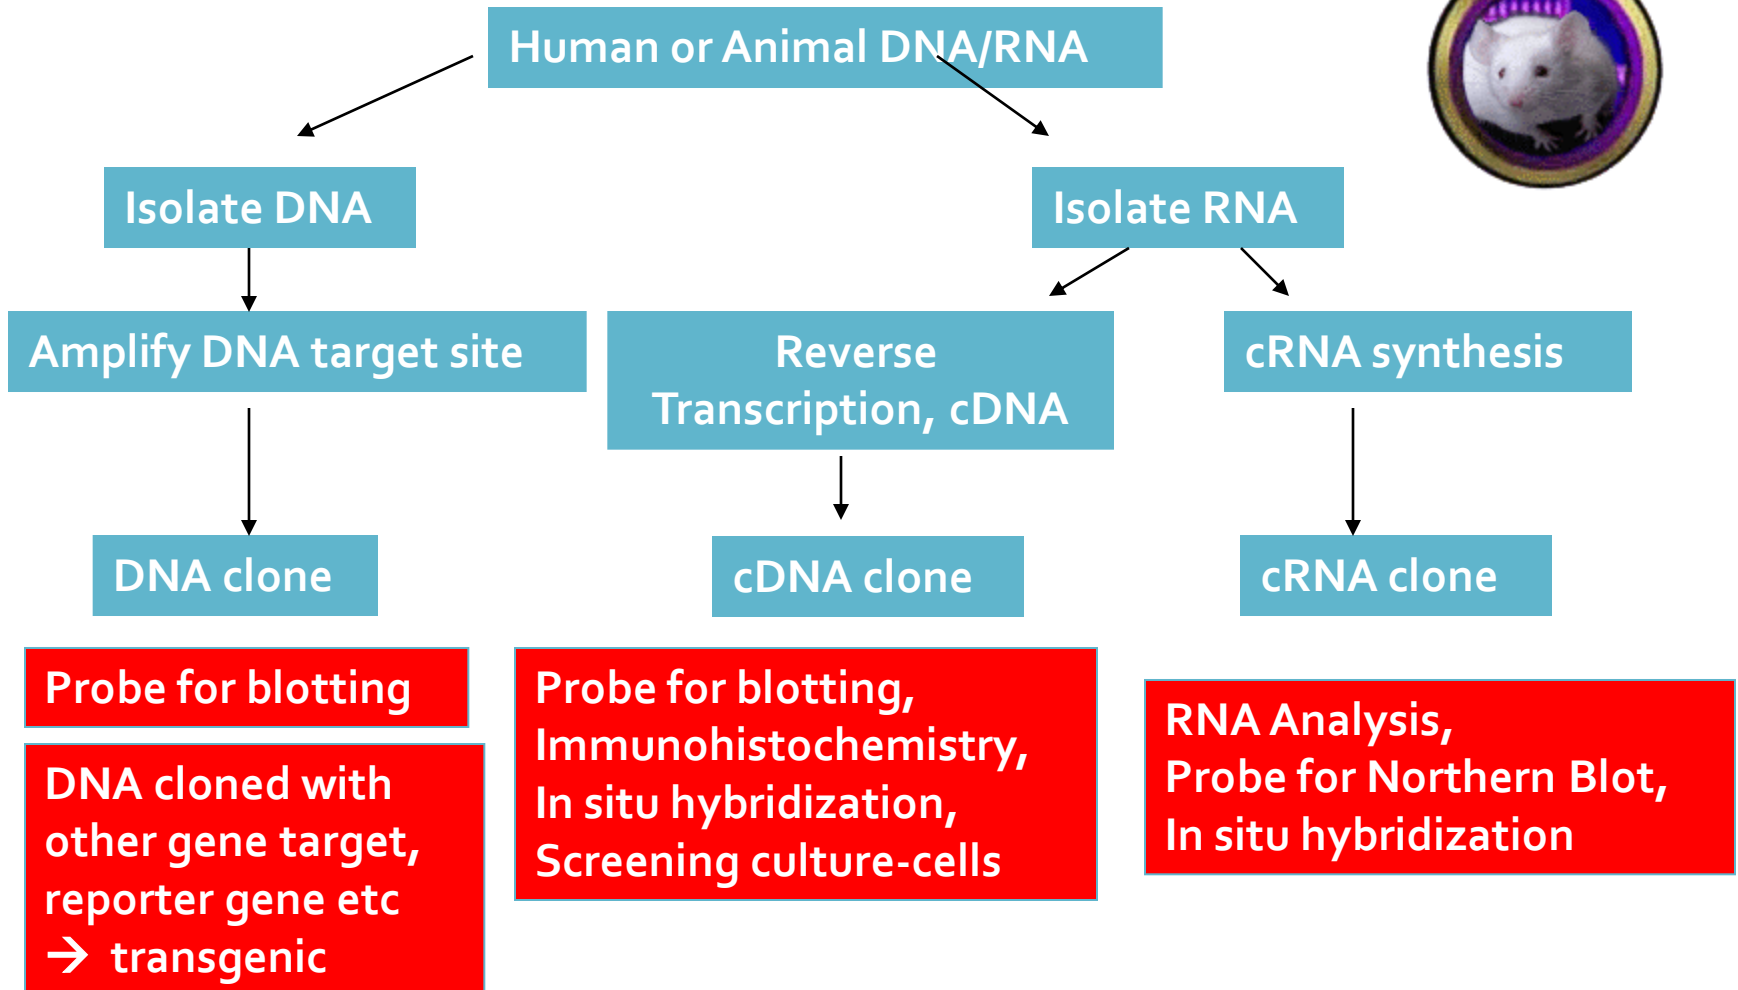 Human or Animal DNA/RNA
Isolate DNA
Isolate RNA
Amplify DNA target site
Reverse
Transcription, cDNA
cRNA synthesis
DNA clone
cDNA clone
cRNA clone
Probe for blotting
DNA cloned with
other gene target,
reporter gene etc
→ transgenic
Probe for blotting,
Immunohistochemistry,
In situ hybridization,
Screening culture-cells
RNA Analysis,
Probe for Northern Blot,
In situ hybridization